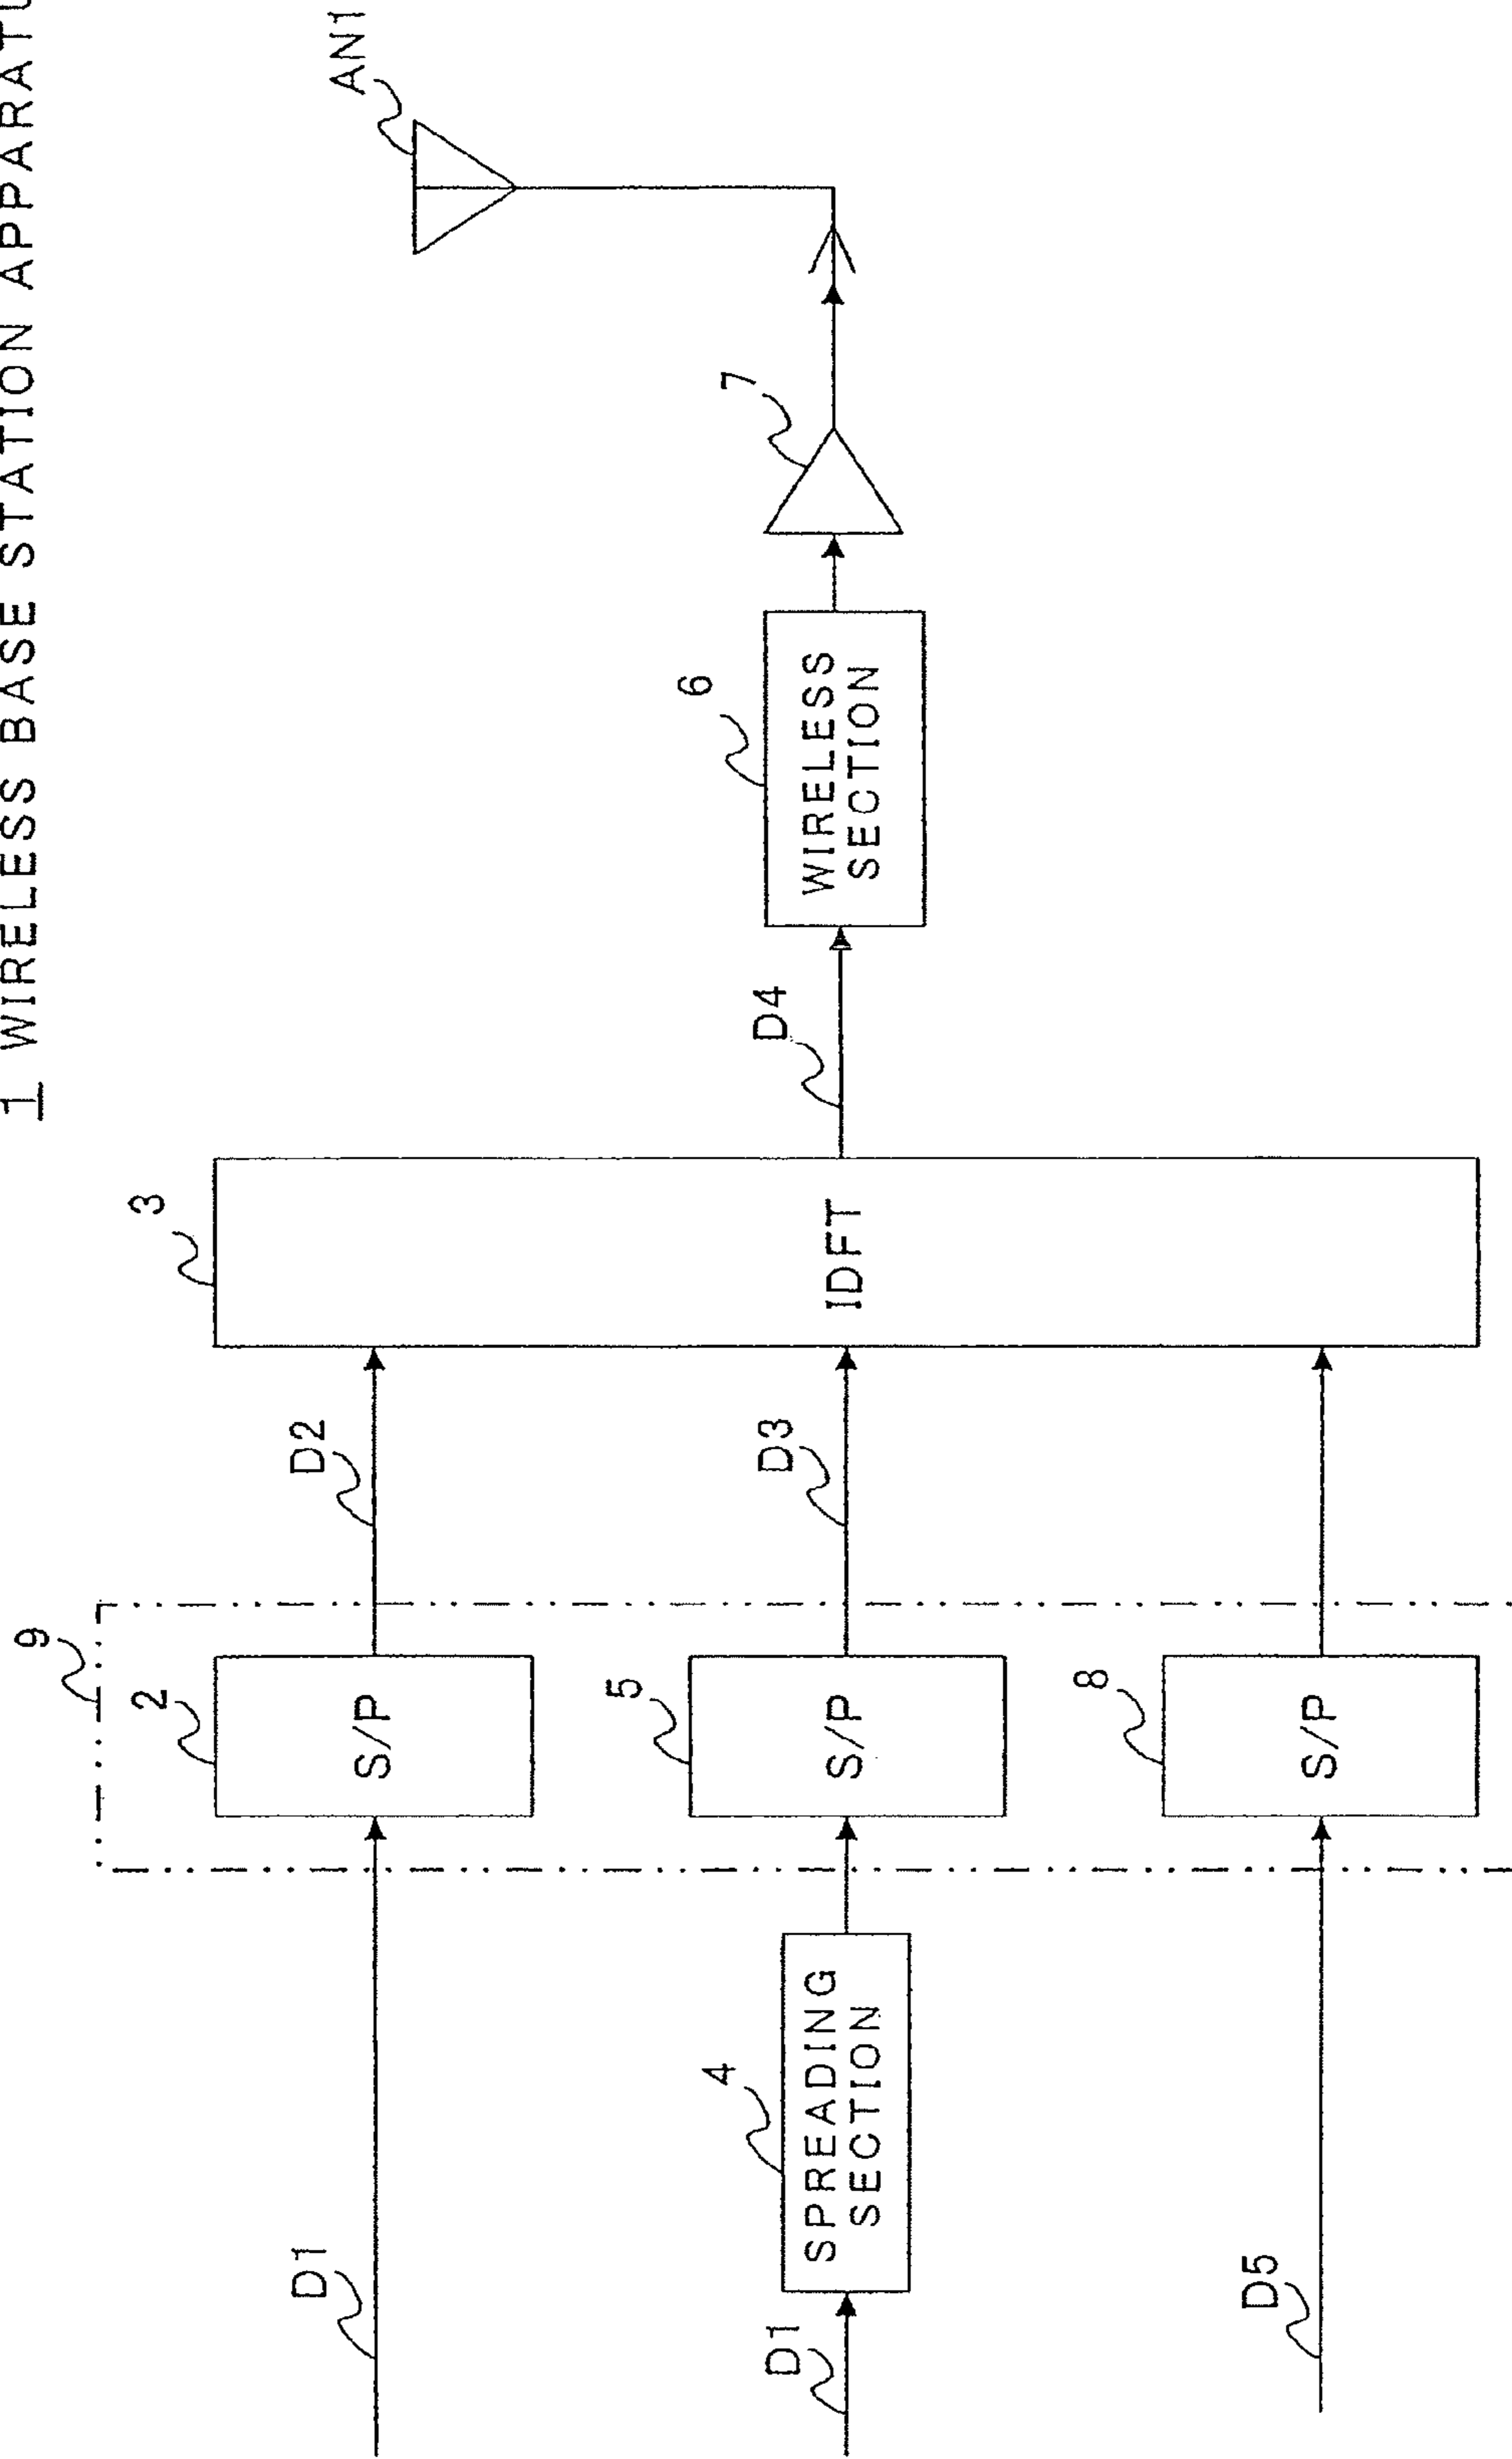 1 WIRELESS BASE STATION
AN1
7
6
WIRELESS
SECTION
D4
3
IDFT
D2
D3
9
2
S/P
5
S/P
8
S/P
4
SPREADING
SECTION
D1
D1
D5